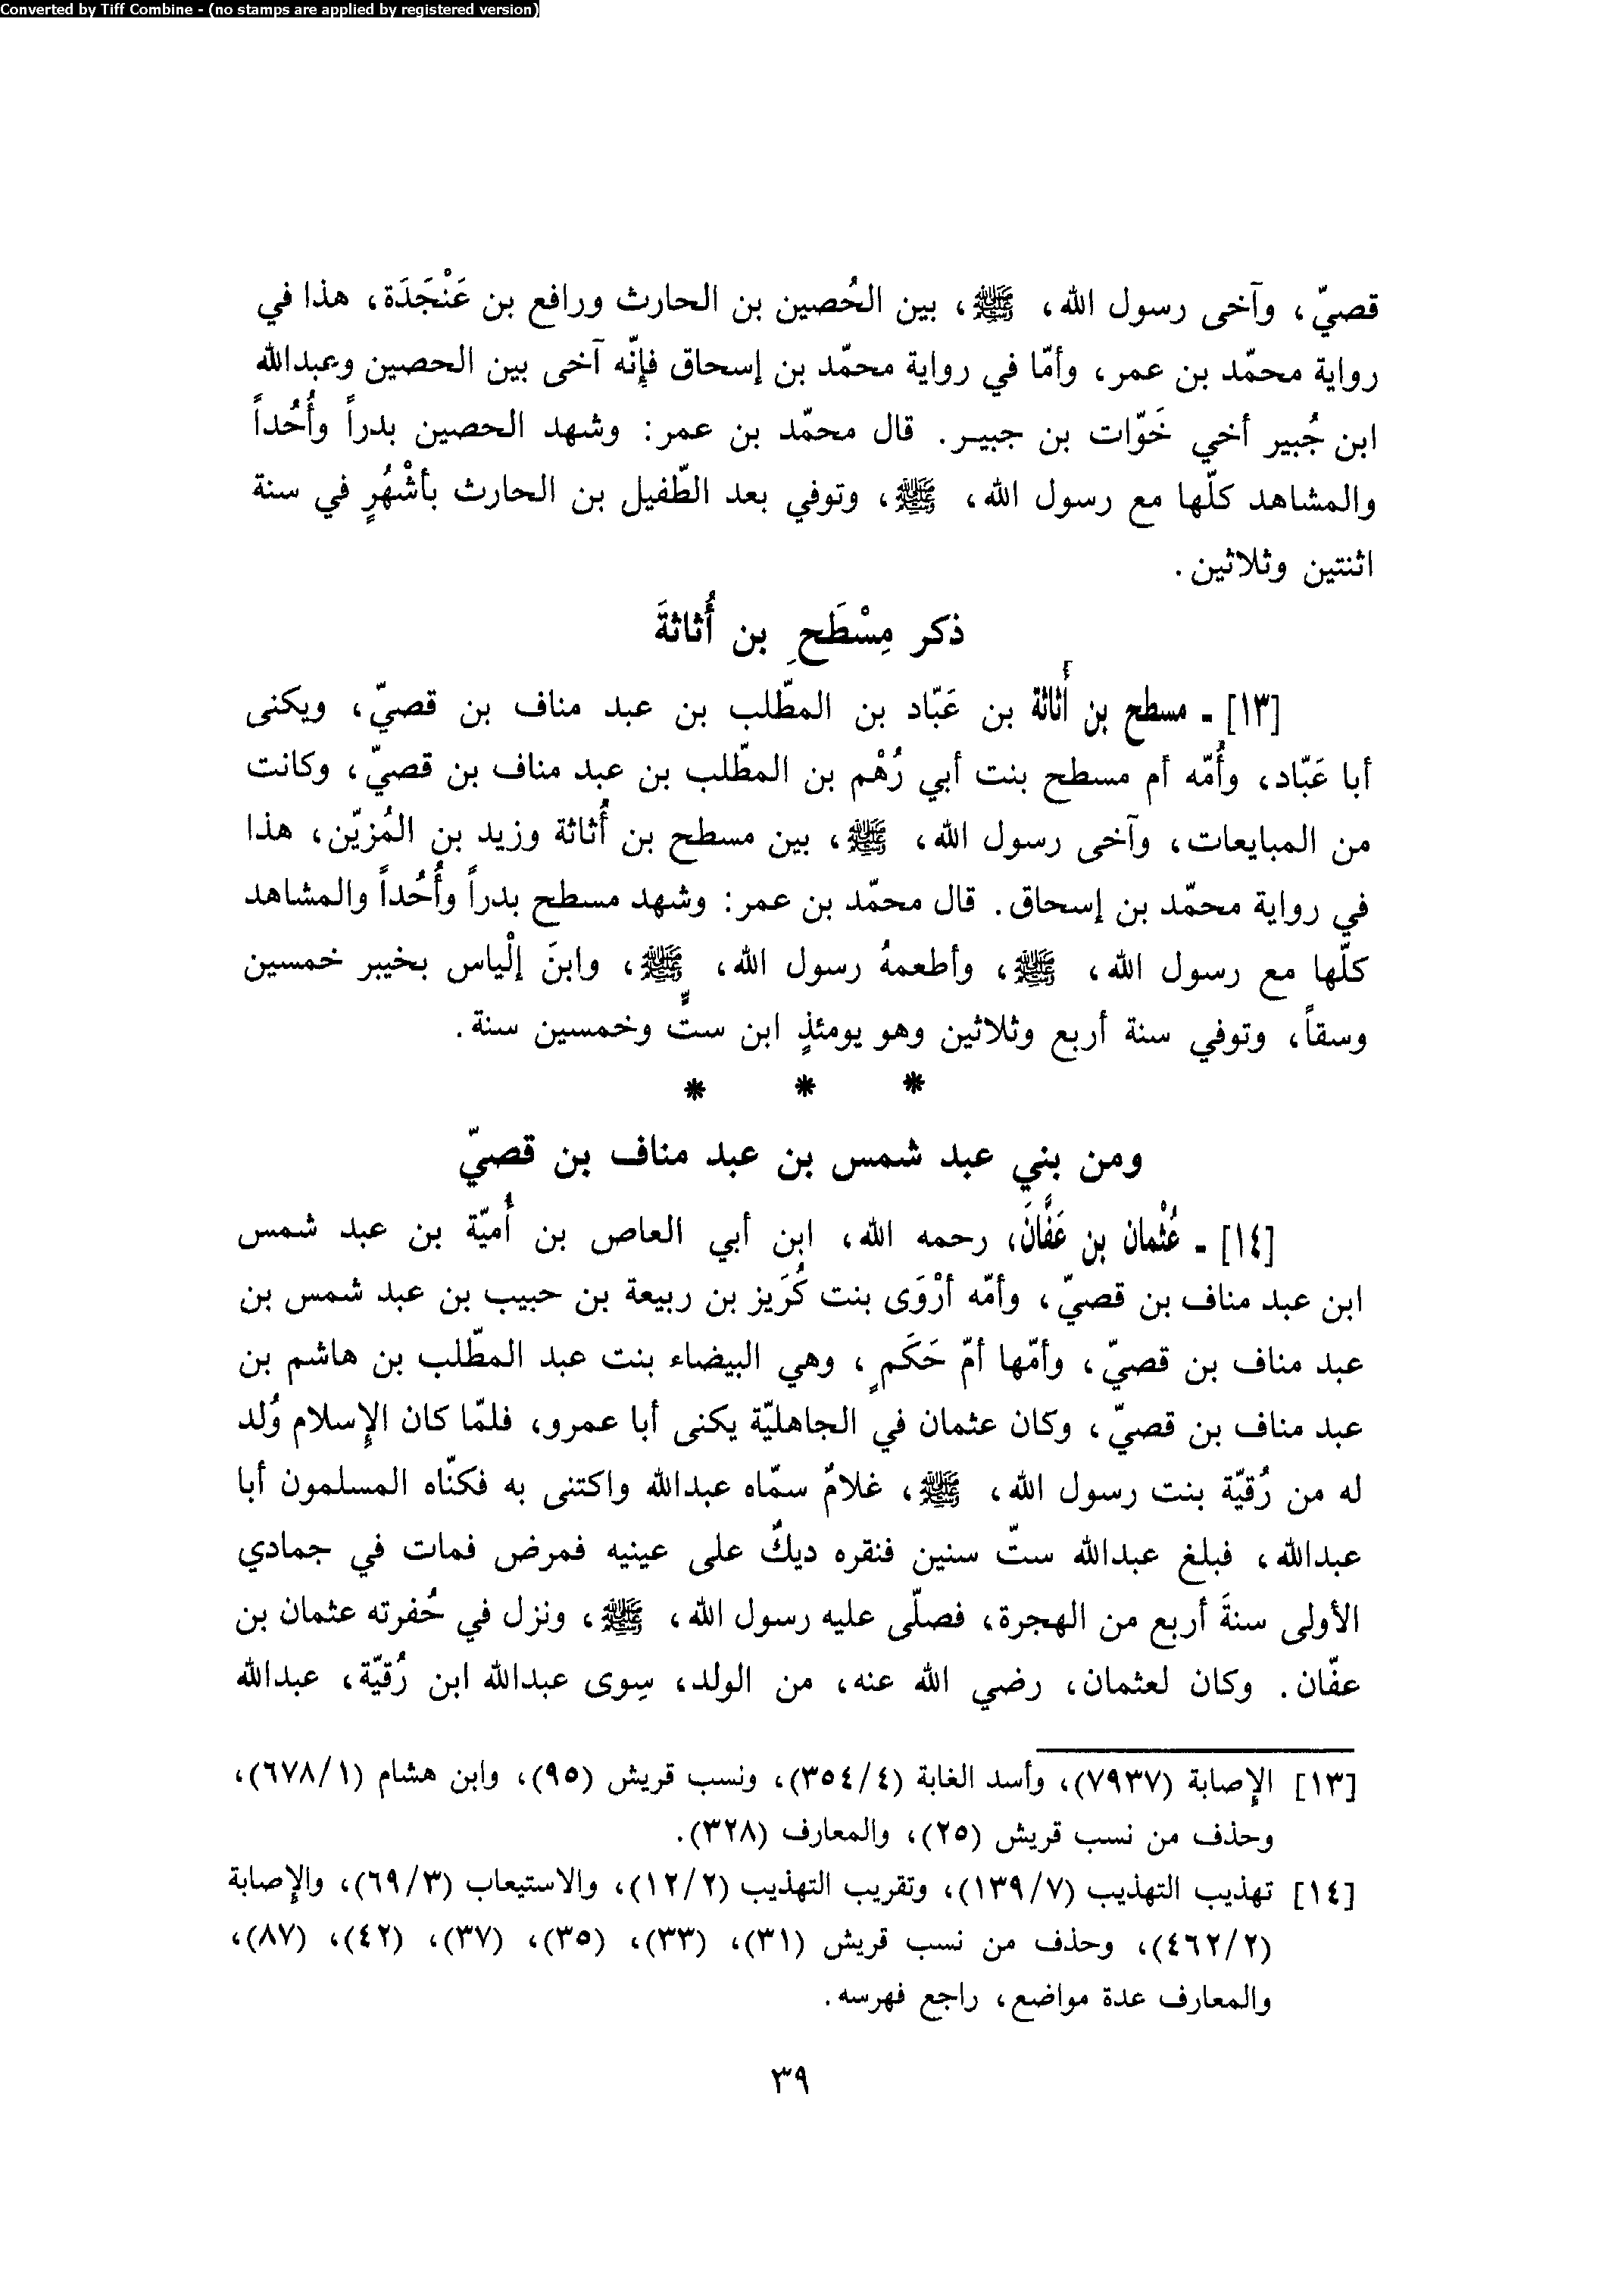 Converted by Tiff Combine - (no stamps are applied by registered version)
قصيّ، وآخى رسول الله، ﷺ، بين الحُصين بن الحارث ورافع بن عَنْجَدَة، هذا في
رواية محمّد بن عمر، وأمّا في رواية محمّد بن إسحاق فإنّه آخى بين الحصين وعبدالله
ابن جُبير أخي خَوّات بن جبيـر. قال محمّد بن عمر: وشهد الحصين بدراً وأُحُداً
والمشاهد كلّها مع رسول الله، ﷺ، وتوفي بعد الطّفيل بن الحارث بأشْهُرٍ في سنة
اثنتين وثلاثين.
ذكر مِسْطَحِ بن أُثاثةَ
[١٣] ـ مسطح بن أُثاثة بن عَبّاد بن المطّلب بن عبد مناف بن قصيّ، ويكنى
أبا عَبّاد، وأُمّه أم مسطح بنت أبي رُهْم بن المطّلب بن عبد مناف بن قصيّ، وكانت
من المبايعات، وآخى رسول الله، ﷺ، بين مسطح بن أُثاثة وزيد بن المُزيّن، هذا
في رواية محمّد بن إسحاق. قال محمّد بن عمر: وشهد مسطح بدراً وأُحُداً والمشاهد
كلّها مع رسول الله، ﷺ، وأطعمهُ رسول الله، ﷺ، وابنَ إلْياس بخيبر خمسين
وسقاً، وتوفي سنة أربع وثلاثين وهو يومئذٍ ابن ستٍّ وخمسين سنة.
* * *
ومن بني عبد شمس بن عبد مناف بن قصيّ
[١٤] ـ عُثْمان بن عَفَّانَ، رحمه الله، ابن أبي العاص بن أُميّة بن عبد شمس
ابن عبد مناف بن قصيّ، وأمّه أرْوَى بنت كُرَيز بن ربيعة بن حبيب بن عبد شمس بن
عبد مناف بن قصيّ، وأمّها أمّ حَكَمٍ، وهي البيضاء بنت عبد المطّلب بن هاشم بن
عبد مناف بن قصيّ، وكان عثمان في الجاهليّة يكنى أبا عمرو، فلمّا كان الإسلام وُلد
له من رُقيّة بنت رسول الله، ﷺ، غلامٌ سمّاه عبدالله واكتنى به فكنّاه المسلمون أبا
عبدالله، فبلغ عبدالله ستّ سنين فنقره ديكٌ على عينيه فمرض فمات في جمادي
الأولى سنةَ أربع من الهجرة، فصلّى عليه رسول الله، ﷺ، ونزل في حُفرته عثمان بن
عفّان. وكان لعثمان، رضي الله عنه، من الولد، سِوى عبدالله ابن رُقيّة، عبدالله
[١٣] الإصابة (٧٩٣٧)، وأسد الغابة (٣٥٤/٤)، ونسب قريش (٩٥)، وابن هشام (٦٧٨/١)،
وحذف من نسب قريش (٢٥)، والمعارف (٣٢٨).
[١٤] تهذيب التهذيب (١٣٩/٧)، وتقريب التهذيب (١٢/٢)، والاستيعاب (٦٩/٣)، والإصابة
(٤٦٢/٢)، وحذف من نسب قريش (٣١)، (٣٣)، (٣٥)، (٣٧)، (٤٢)، (٨٧)،
والمعارف عدة مواضع، راجع فهرسه.
٣٩